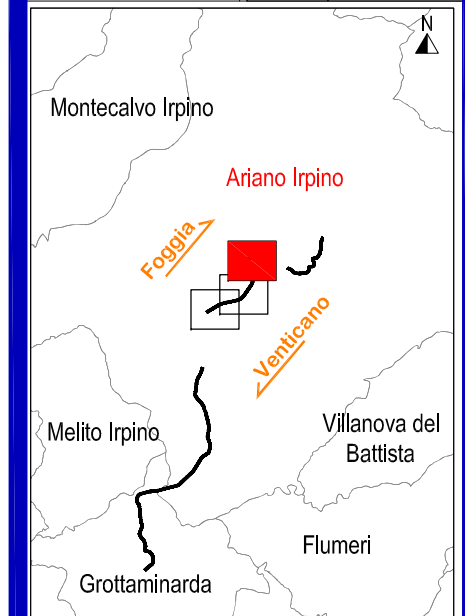 N
Montecalvo Irpino
Ariano Irpino
Foggia
Venticano
Melito Irpino
Villanova del
Battista
Flumeri
Grottaminarda